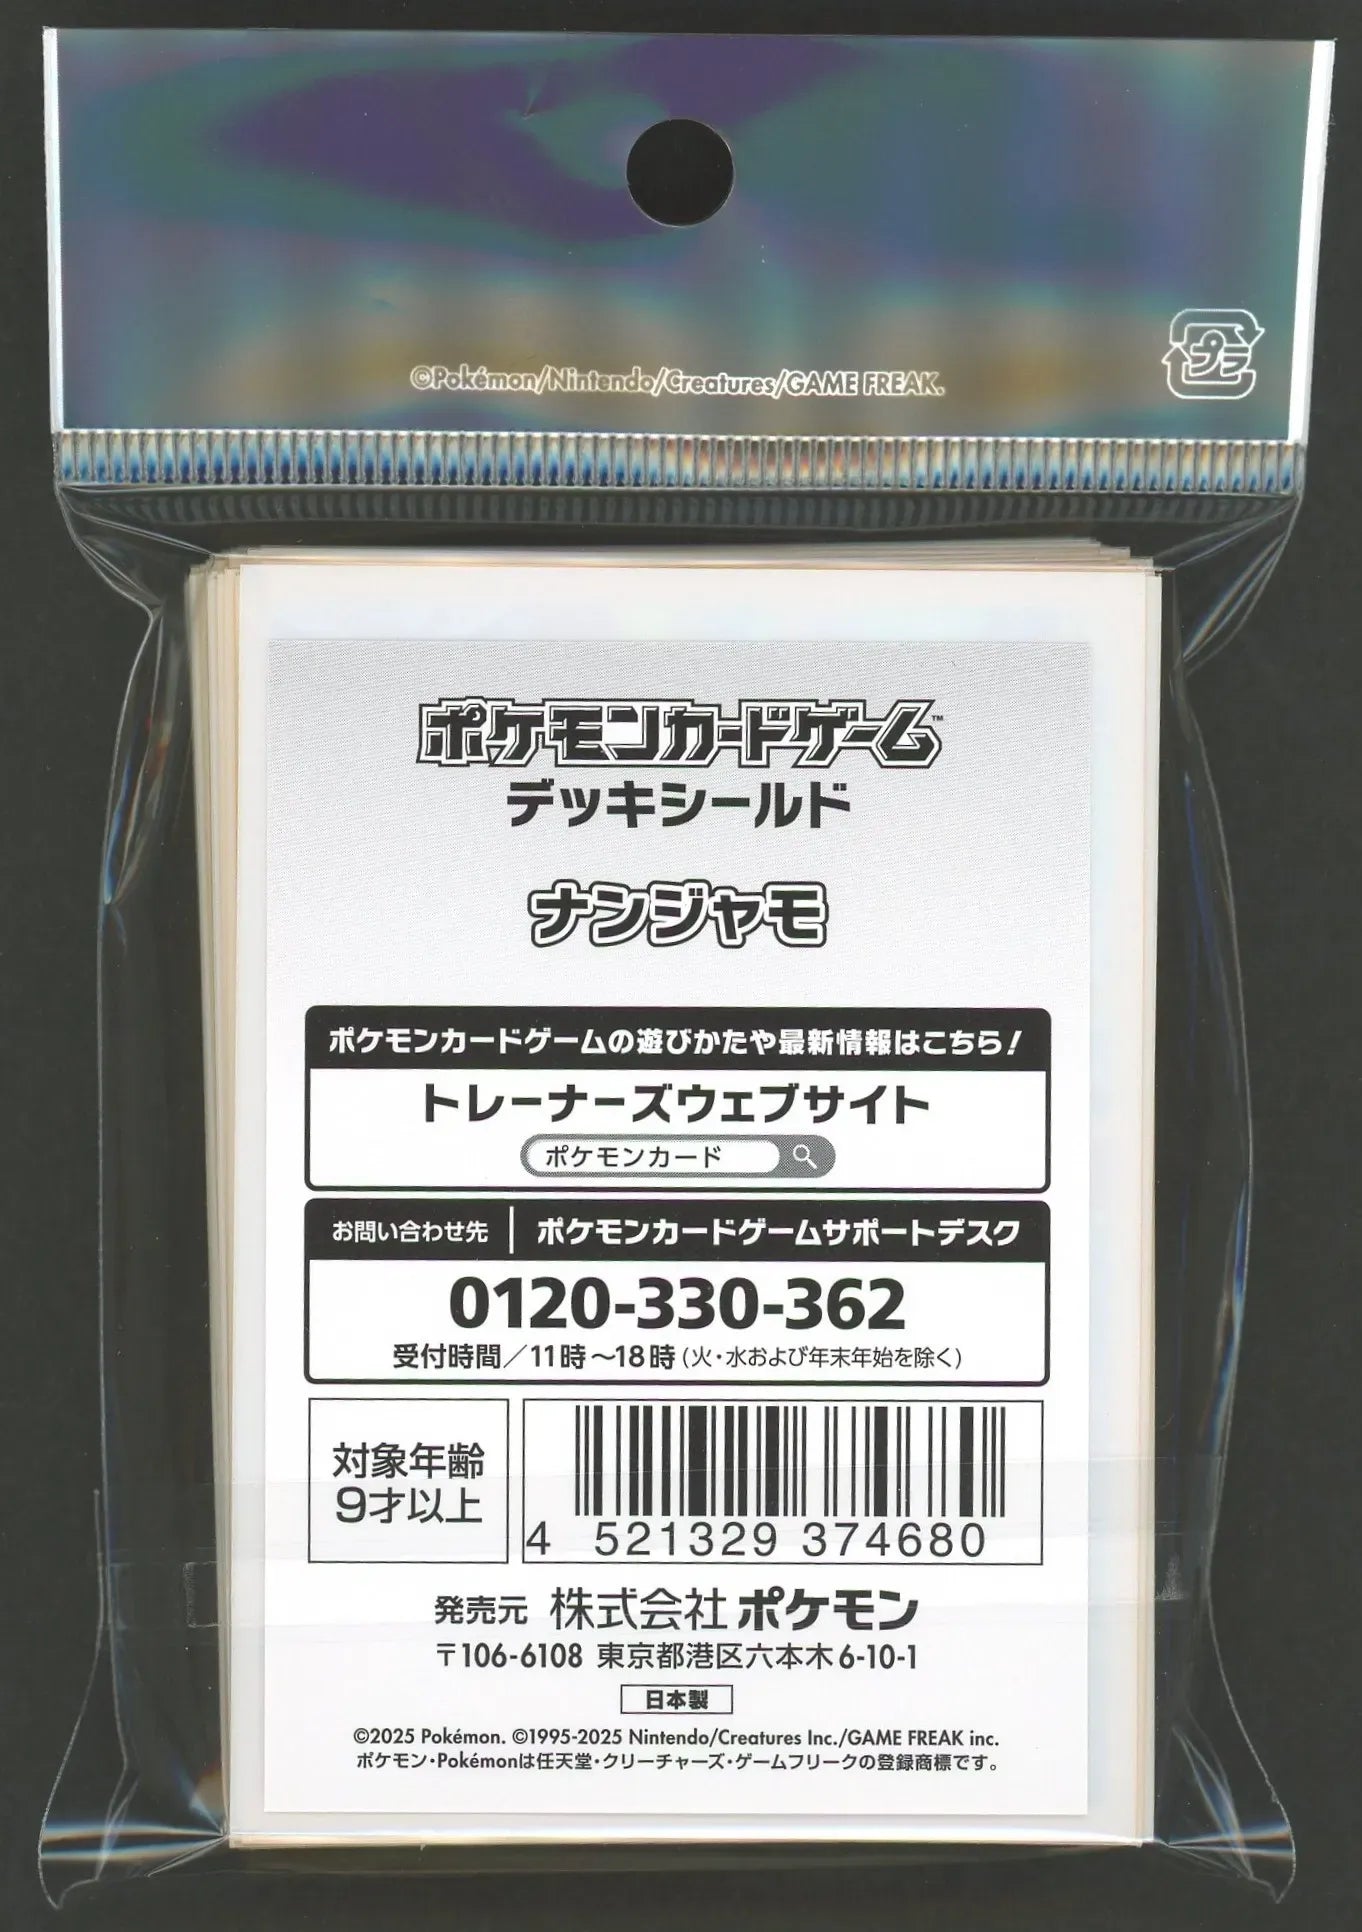 ©Pokémon/Nintendo/Creatures/GAME FREAK.
プラ
ポケモンカードゲーム™
デッキシールド
ナンジャモ
ポケモンカードゲームの遊びかたや最新情報はこちら!
トレーナーズウェブサイト
ポケモンカード
お問い合わせ先 ポケモンカードゲームサポートデスク
0120-330-362
受付時間/11時～18時(火・水および年末年始を除く)
対象年齢
9才以上
4 521329 374680
発売元 株式会社ポケモン
〒106-6108 東京都港区六本木6-10-1
日本製
©2025 Pokémon. ©1995-2025 Nintendo/Creatures Inc./GAME FREAK inc.
ポケモン・Pokémonは任天堂・クリーチャーズ・ゲームフリークの登録商標です。